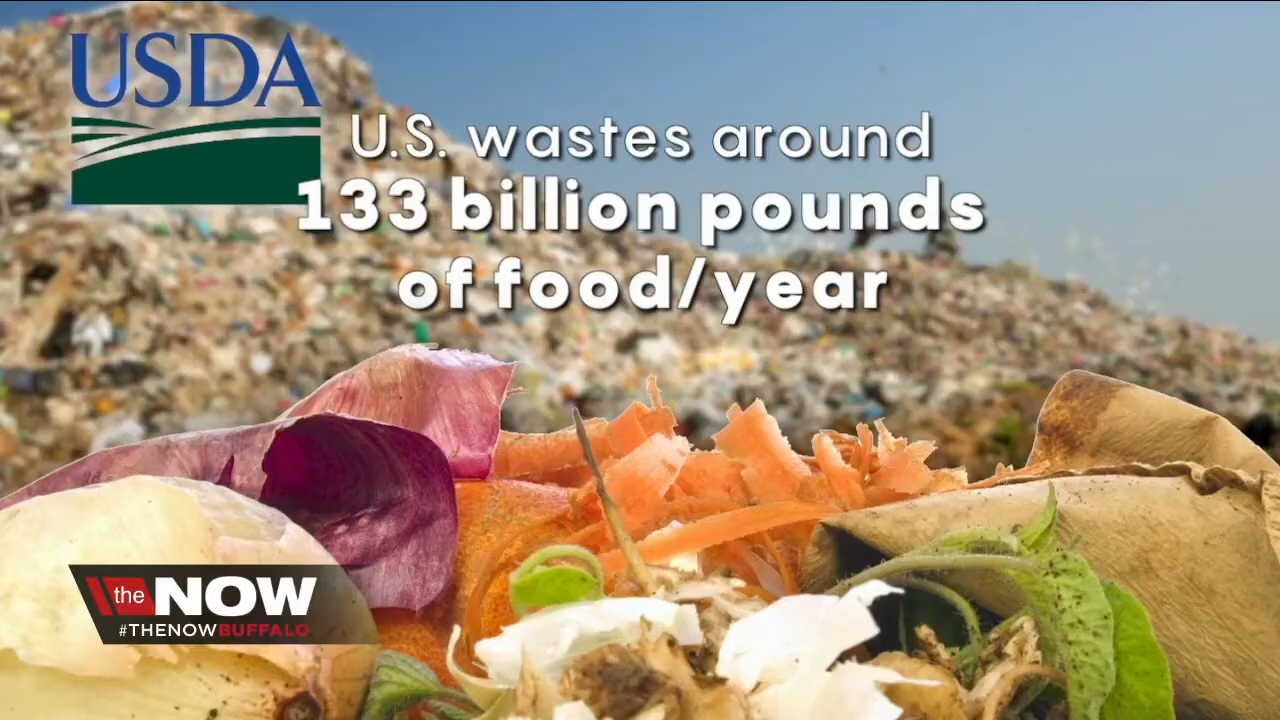 USDA
U.S. wastes around
133 billion pounds
of food/year
the NOW
#THENOWBUFFALO